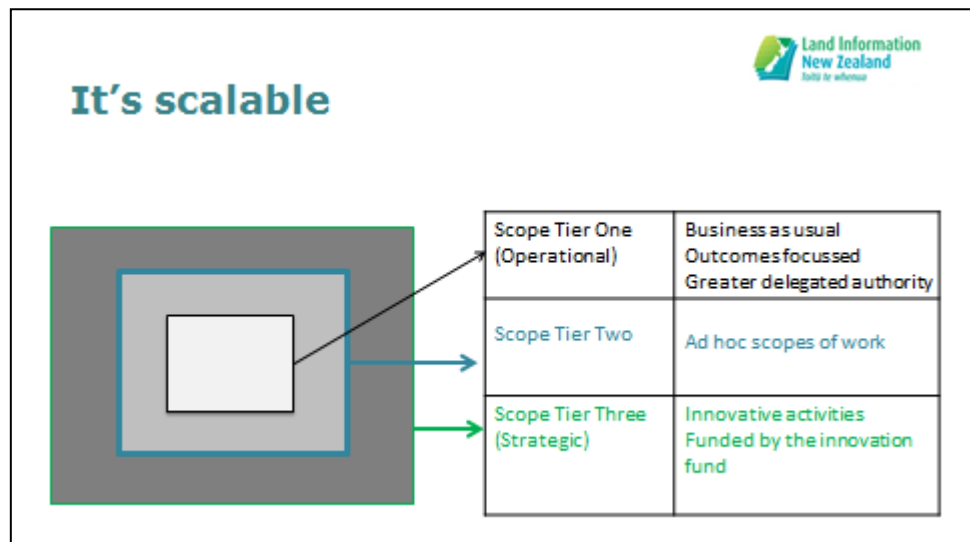 Land Information
New Zealand
Toitū te whenua
It's scalable
Scope Tier One
(Operational)
Business as usual
Outcomes focussed
Greater delegated authority
Scope Tier Two
Ad hoc scopes of work
Scope Tier Three
(Strategic)
Innovative activities
Funded by the innovation
fund